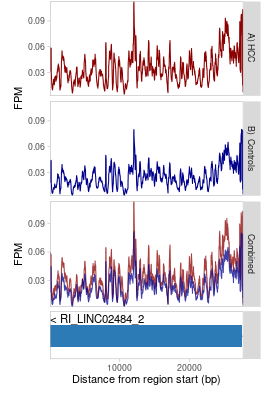 0.09
0.06
0.03
A) HCC
FPM
0.09
0.06
0.03
B) Controls
0.09
0.06
0.03
Combined
FPM
< RI_LINC02484_2
10000
20000
Distance from region start (bp)